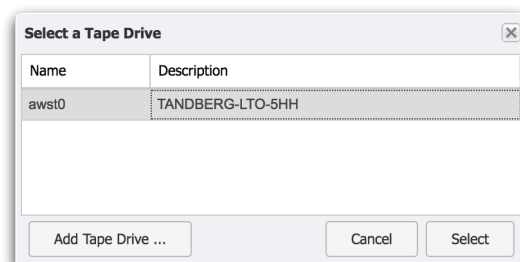 Select a Tape Drive
Name Description
awst0 TANDBERG-LTO-5HH
Add Tape Drive ... Cancel Select